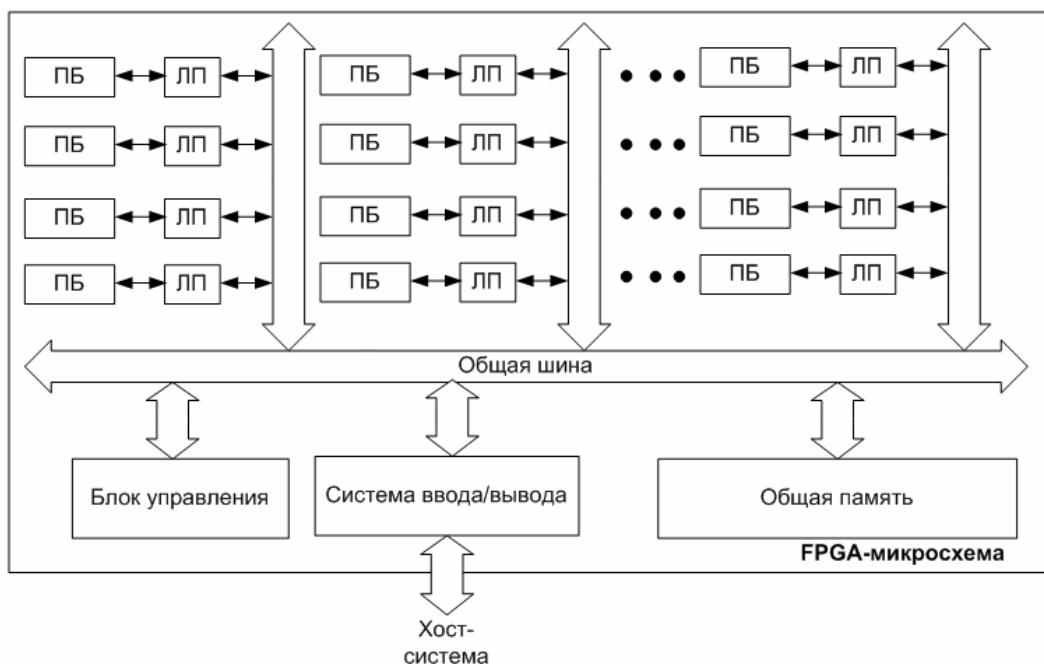 ПБ ЛП ПБ ЛП ПБ ЛП
ПБ ЛП ПБ ЛП ПБ ЛП
ПБ ЛП ПБ ЛП ПБ ЛП
ПБ ЛП ПБ ЛП ПБ ЛП
Общая шина
Блок управления
Система ввода/вывода
Общая память
FPGA-микросхема
Хост-
система